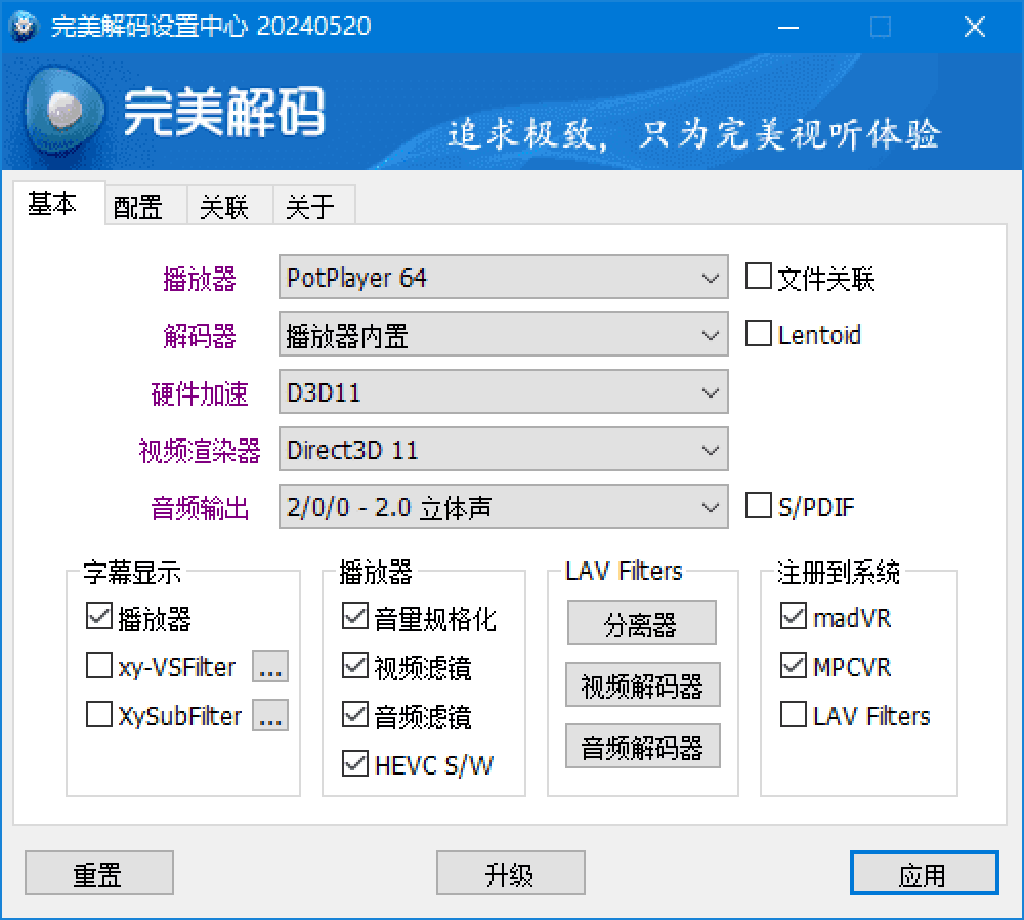 完美解码设置中心 20240520
完美解码
追求极致，只为完美视听体验
基本 配置 关联 关于
播放器 PotPlayer 64 文件关联
解码器 播放器内置 Lentoid
硬件加速 D3D11
视频渲染器 Direct3D 11
音频输出 2/0/0 - 2.0 立体声 S/PDIF
字幕显示 播放器 LAV Filters 注册到系统
播放器 音量规格化 分离器 madVR
xy-VSFilter ... 视频滤镜 视频解码器 MPCVR
XySubFilter ... 音频滤镜 音频解码器 LAV Filters
HEVC S/W
重置 升级 应用